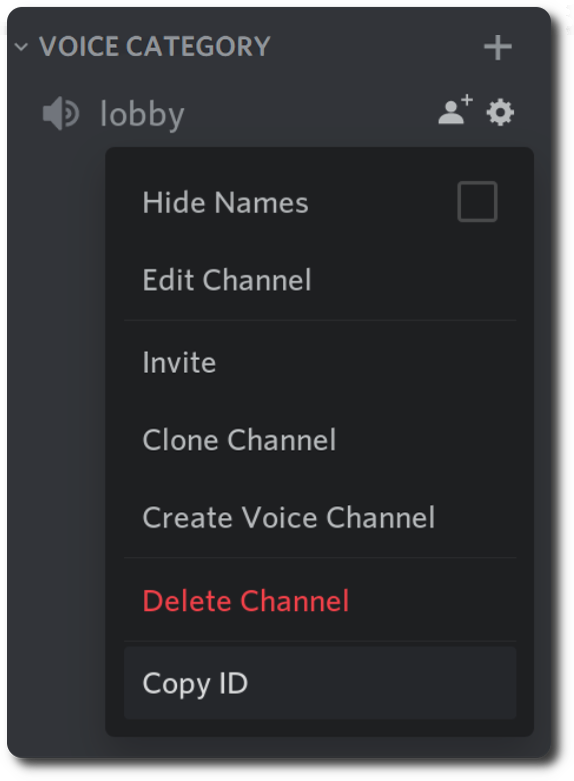 VOICE CATEGORY
lobby
Hide Names
Edit Channel
Invite
Clone Channel
Create Voice Channel
Delete Channel
Copy ID